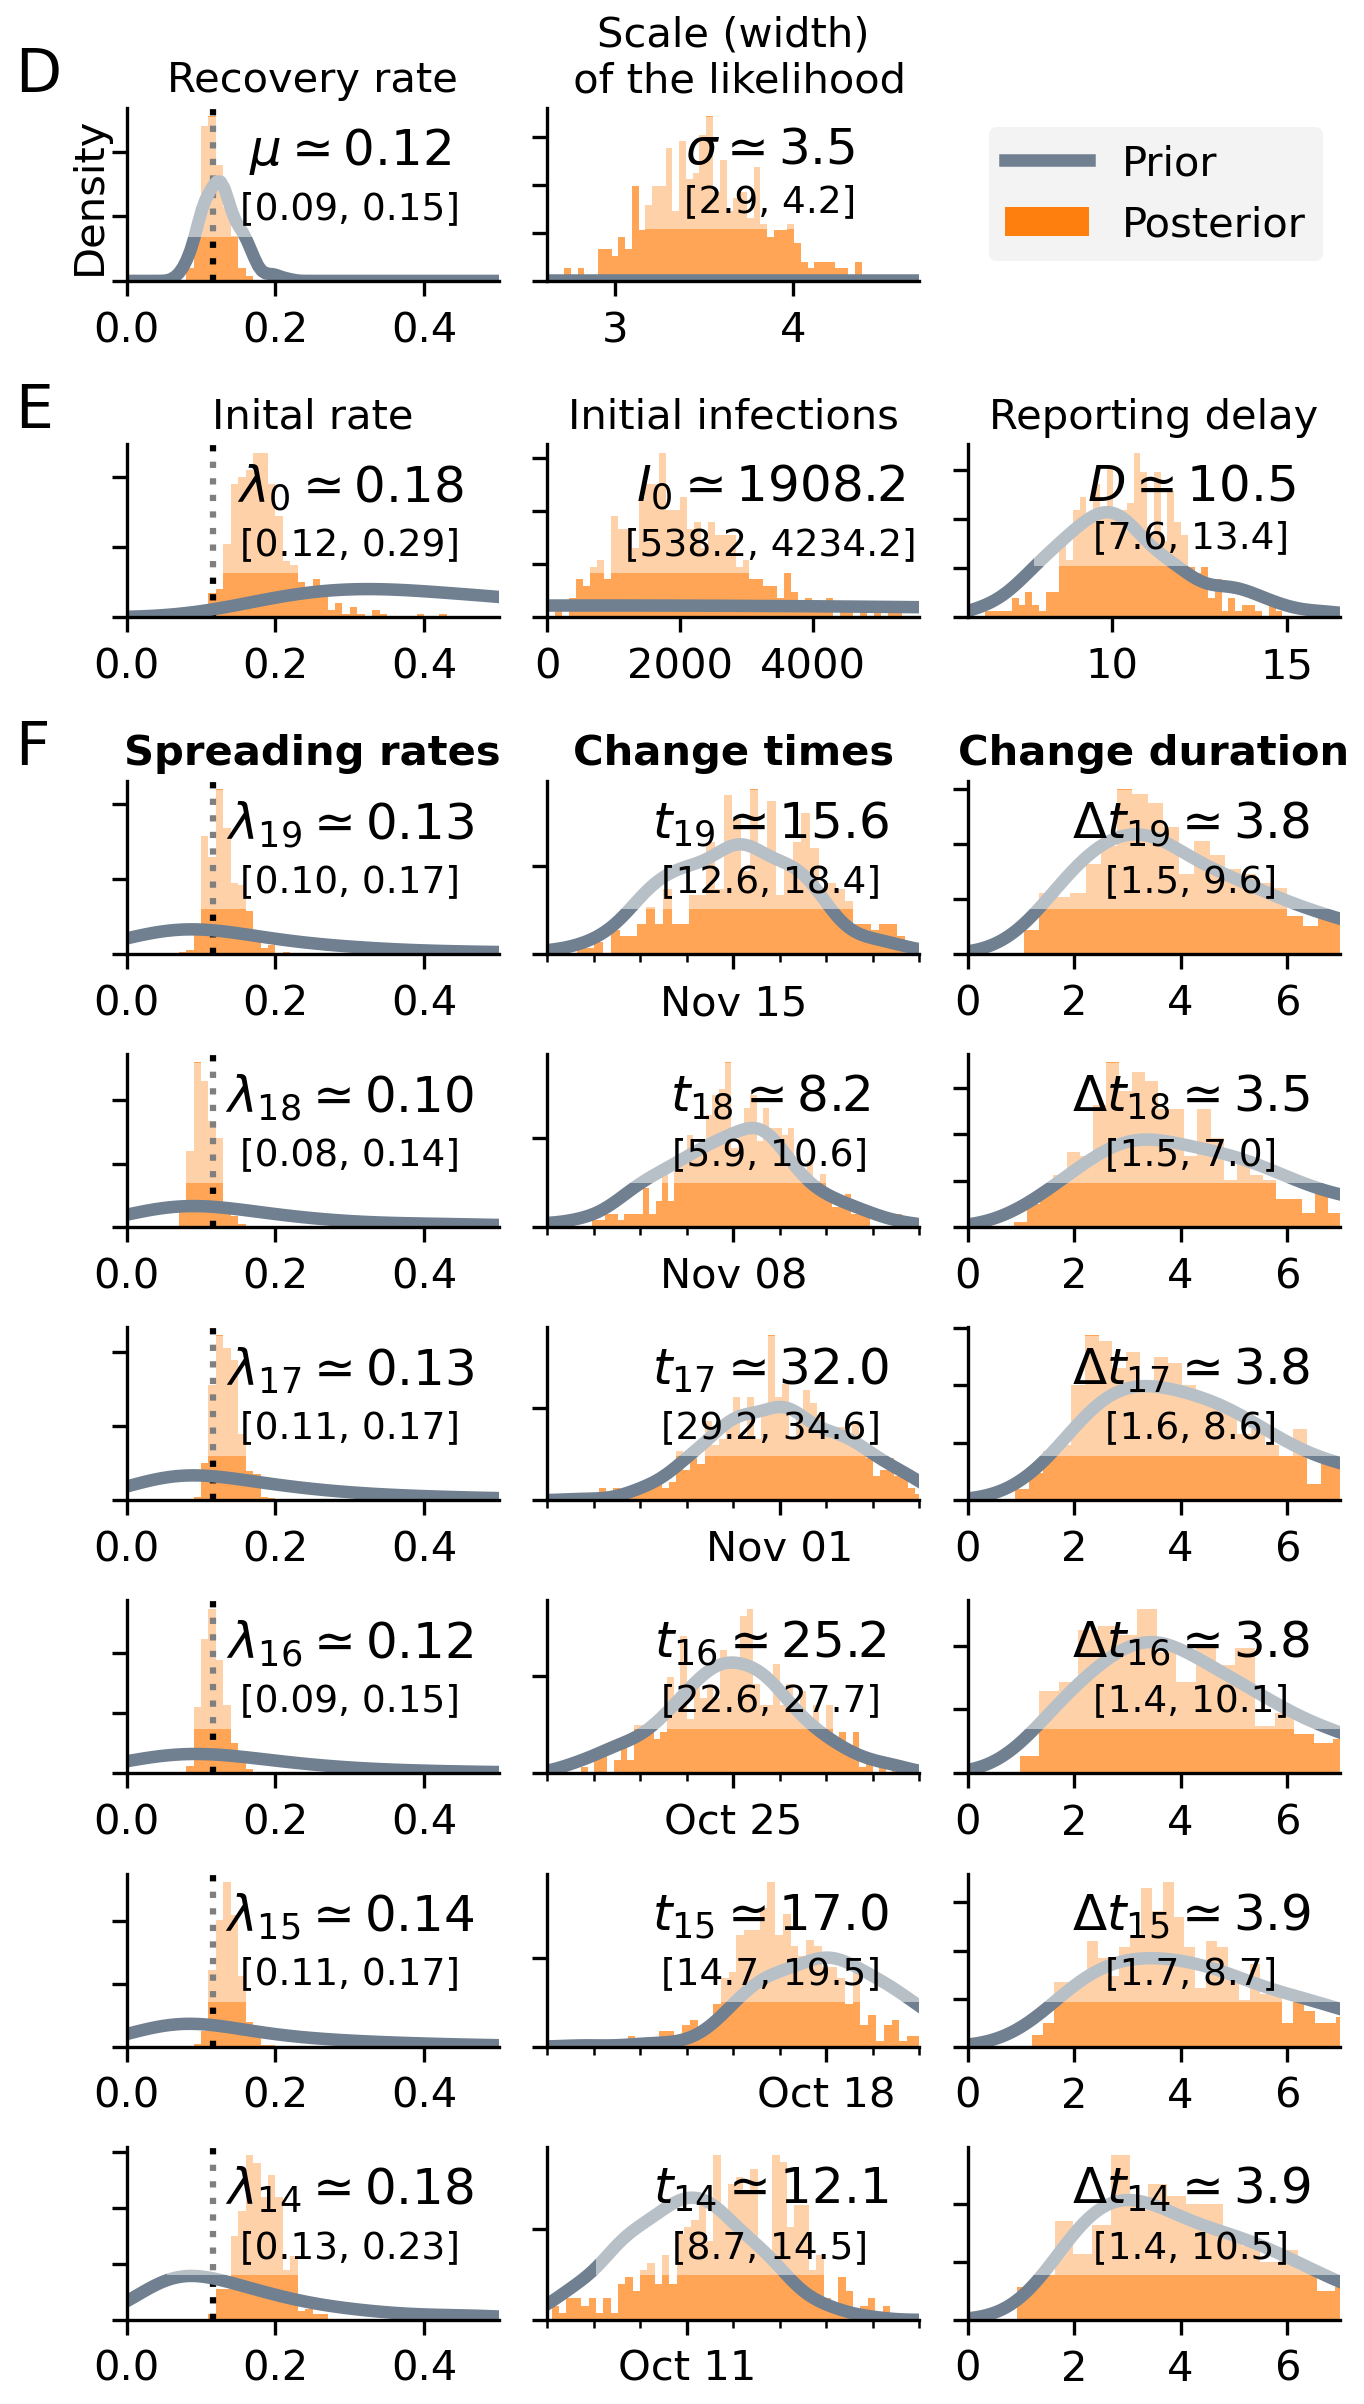 D
Recovery rate
Scale (width)
of the likelihood
Density
μ ≃ 0.12
[0.09, 0.15]
0.0 0.2 0.4
σ ≃ 3.5
[2.9, 4.2]
3 4
Prior
Posterior
E
Inital rate
λ0 ≃ 0.18
[0.12, 0.29]
0.0 0.2 0.4
Initial infections
I0 ≃ 1908.2
[538.2, 4234.2]
0 2000 4000
Reporting delay
D ≃ 10.5
[7.6, 13.4]
10 15
F
Spreading rates
Change times
Change duration
λ19 ≃ 0.13
[0.10, 0.17]
0.0 0.2 0.4
t19 ≃ 15.6
[12.6, 18.4]
Nov 15
Δt19 ≃ 3.8
[1.5, 9.6]
0 2 4 6
λ18 ≃ 0.10
[0.08, 0.14]
0.0 0.2 0.4
t18 ≃ 8.2
[5.9, 10.6]
Nov 08
Δt18 ≃ 3.5
[1.5, 7.0]
0 2 4 6
λ17 ≃ 0.13
[0.11, 0.17]
0.0 0.2 0.4
t17 ≃ 32.0
[29.2, 34.6]
Nov 01
Δt17 ≃ 3.8
[1.6, 8.6]
0 2 4 6
λ16 ≃ 0.12
[0.09, 0.15]
0.0 0.2 0.4
t16 ≃ 25.2
[22.6, 27.7]
Oct 25
Δt16 ≃ 3.8
[1.4, 10.1]
0 2 4 6
λ15 ≃ 0.14
[0.11, 0.17]
0.0 0.2 0.4
t15 ≃ 17.0
[14.7, 19.5]
Oct 18
Δt15 ≃ 3.9
[1.7, 8.7]
0 2 4 6
λ14 ≃ 0.18
[0.13, 0.23]
0.0 0.2 0.4
t14 ≃ 12.1
[8.7, 14.5]
Oct 11
Δt14 ≃ 3.9
[1.4, 10.5]
0 2 4 6